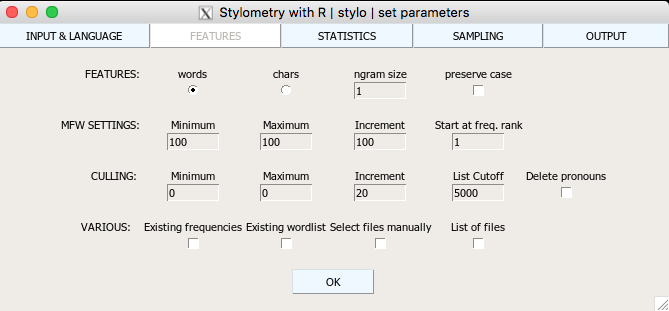 Stylometry with R | stylo | set parameters
INPUT & LANGUAGE FEATURES STATISTICS SAMPLING OUTPUT
FEATURES: words chars ngram size preserve case
1
MFW SETTINGS: Minimum Maximum Increment Start at freq. rank
100 100 100 1
CULLING: Minimum Maximum Increment List Cutoff Delete pronouns
0 0 20 5000
VARIOUS: Existing frequencies Existing wordlist Select files manually List of files
OK